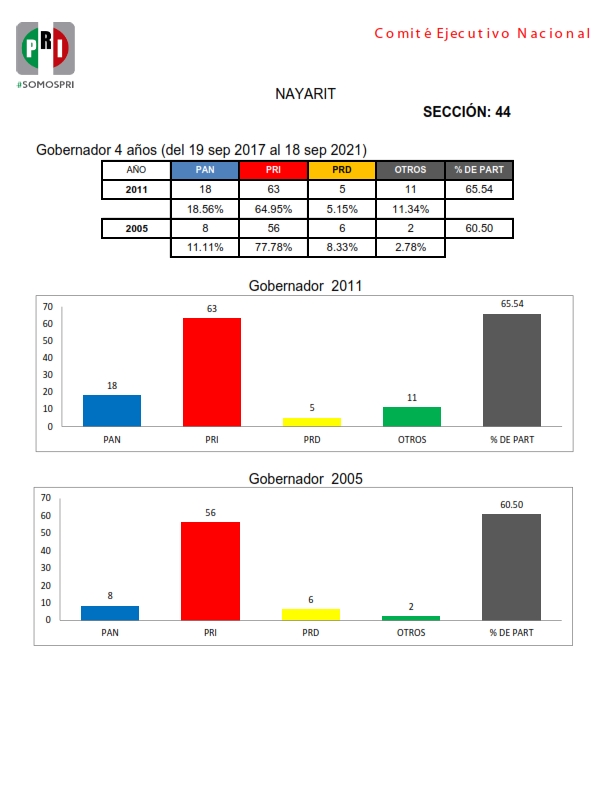 Comité Ejecutivo Nacional
PRI
#SOMOSPRI
NAYARIT
SECCIÓN: 44
Gobernador 4 años (del 19 sep 2017 al 18 sep 2021)
AÑO PAN PRI PRD OTROS % DE PART
2011 18 63 5 11 65.54
18.56% 64.95% 5.15% 11.34%
2005 8 56 6 2 60.50
11.11% 77.78% 8.33% 2.78%
Gobernador 2011
70
60
50
40
30
20
10
0
18
63
5
11
65.54
PAN PRI PRD OTROS % DE PART
Gobernador 2005
70
60
50
40
30
20
10
0
8
56
6
2
60.50
PAN PRI PRD OTROS % DE PART